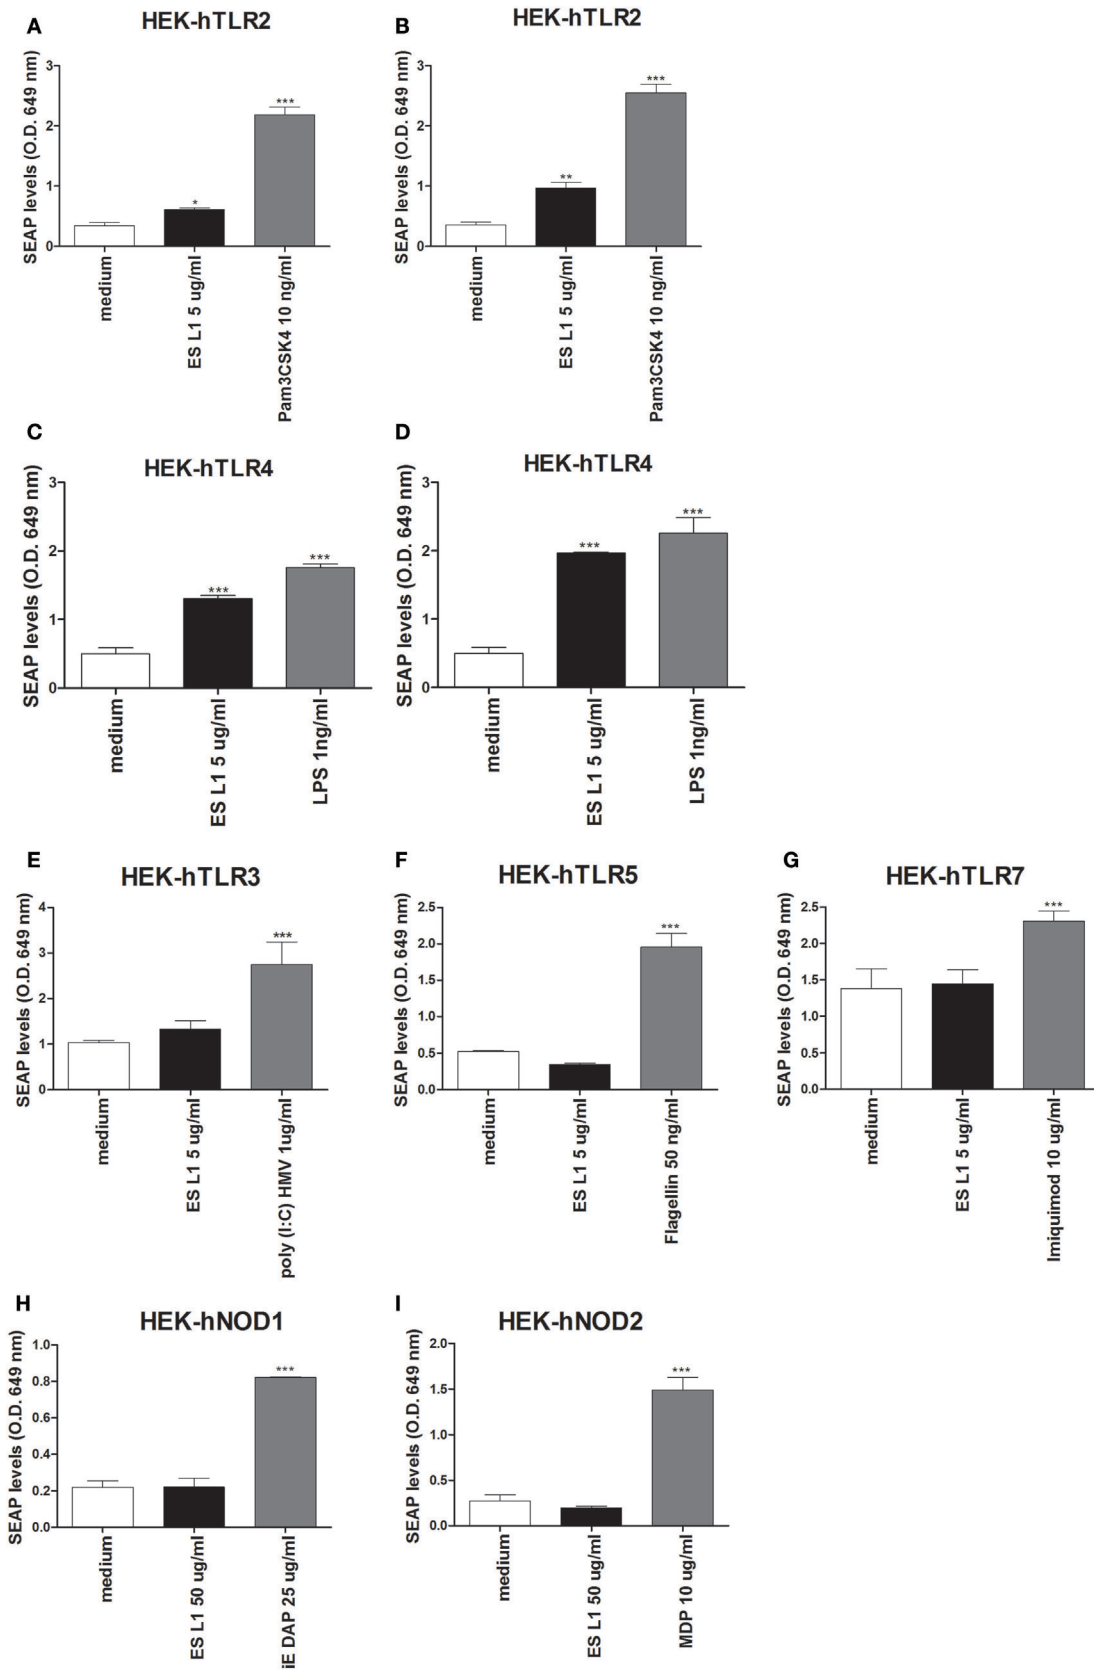 A
HEK-hTLR2
SEAP levels (O.D. 649 nm)
3
2
1
0
*
***
medium
ES L1 5 ug/ml
Pam3CSK4 10 ng/ml
B
HEK-hTLR2
SEAP levels (O.D. 649 nm)
3
2
1
0
**
***
medium
ES L1 5 ug/ml
Pam3CSK4 10 ng/ml
C
HEK-hTLR4
SEAP levels (O.D. 649 nm)
3
2
1
0
***
***
medium
ES L1 5 ug/ml
LPS 1ng/ml
D
HEK-hTLR4
SEAP levels (O.D. 649 nm)
3
2
1
0
***
***
medium
ES L1 5 ug/ml
LPS 1ng/ml
E
HEK-hTLR3
SEAP levels (O.D. 649 nm)
4
3
2
1
0
***
medium
ES L1 5 ug/ml
poly (I:C) HMV 1ug/ml
F
HEK-hTLR5
SEAP levels (O.D. 649 nm)
2.5
2.0
1.5
1.0
0.5
0.0
***
medium
ES L1 5 ug/ml
Flagellin 50 ng/ml
G
HEK-hTLR7
SEAP levels (O.D. 649 nm)
2.5
2.0
1.5
1.0
0.5
0.0
***
medium
ES L1 5 ug/ml
Imiquimod 10 ug/ml
H
HEK-hNOD1
SEAP levels (O.D. 649 nm)
1.0
0.8
0.6
0.4
0.2
0.0
***
medium
ES L1 50 ug/ml
iE DAP 25 ug/ml
I
HEK-hNOD2
SEAP levels (O.D. 649 nm)
2.0
1.5
1.0
0.5
0.0
***
medium
ES L1 50 ug/ml
MDP 10 ug/ml